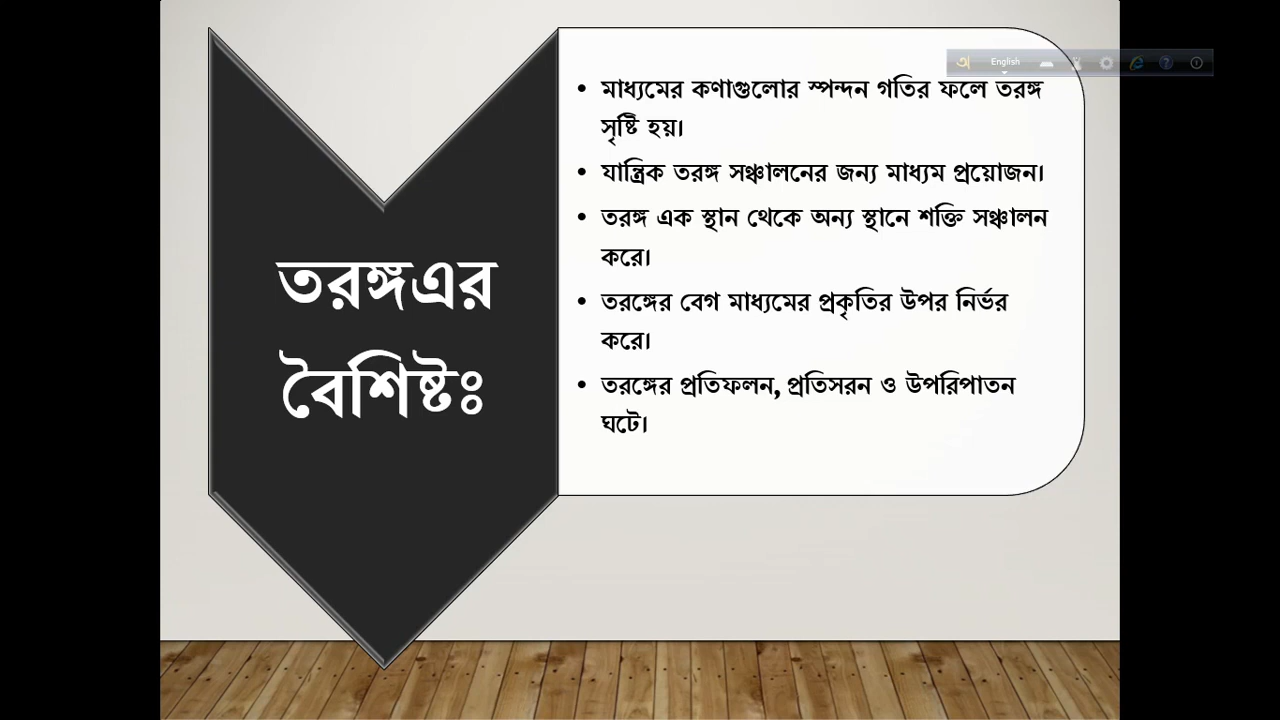 তরঙ্গএর
বৈশিষ্টঃ
• মাধ্যমের কণাগুলোর স্পন্দন গতির ফলে তরঙ্গ
সৃষ্টি হয়।
• যান্ত্রিক তরঙ্গ সঞ্চালনের জন্য মাধ্যম প্রয়োজন।
• তরঙ্গ এক স্থান থেকে অন্য স্থানে শক্তি সঞ্চালন
করে।
• তরঙ্গের বেগ মাধ্যমের প্রকৃতির উপর নির্ভর
করে।
• তরঙ্গের প্রতিফলন, প্রতিসরন ও উপরিপাতন
ঘটে।
অ English